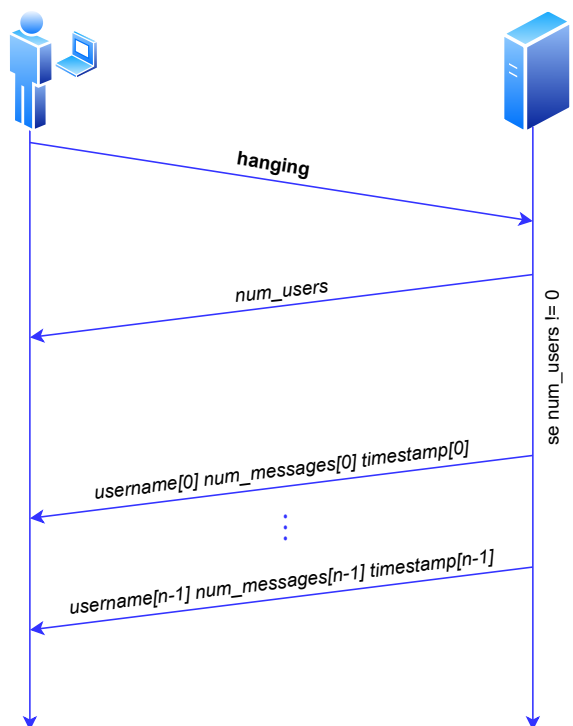 hanging
num_users
se num_users != 0
username[0] num_messages[0] timestamp[0]
username[n-1] num_messages[n-1] timestamp[n-1]